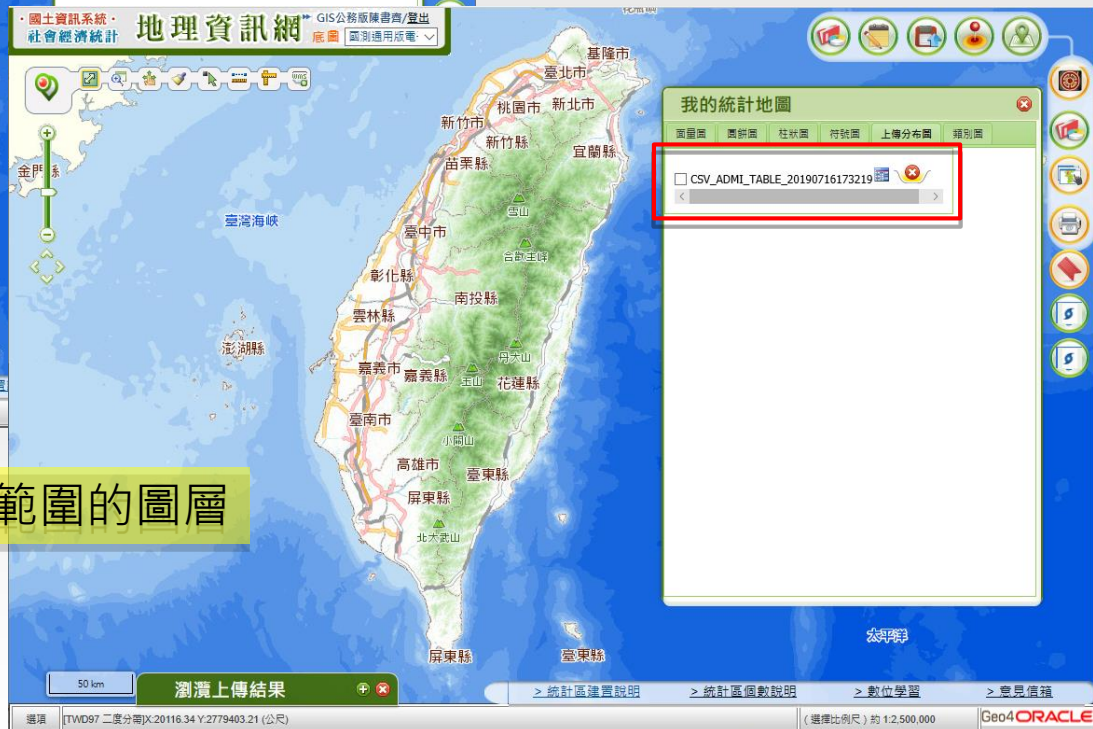 ‧國土資訊系統‧
社會經濟統計
地理資訊網
GIS公務版陳書齊/登出
底圖
我的統計地圖
面量圖 圓餅圖 柱狀圖 符號圖 上傳分布圖 類別圖
CSV_ADMI_TABLE_20190716173219
基隆市
臺北市
桃園市
新北市
新竹市
新竹縣
宜蘭縣
苗栗縣
金門縣
雪山
臺灣海峽
臺中市
合歡主峰
彰化縣
南投縣
雲林縣
澎湖縣
丹大山
嘉義市
嘉義縣
玉山
花蓮縣
臺南市
小關山
高雄市
臺東縣
範圍的圖層
屏東縣
北大武山
太平洋
屏東縣
臺東縣
50 km
瀏灠上傳結果
> 統計區建置說明
> 統計區個數說明
> 數位學習
> 意見信箱
選項
[TWD97 二度分帶]X:20116.34 Y:2779403.21 (公尺)
( 選擇比例尺 ) 約 1:2,500,000
Geo4ORACLE